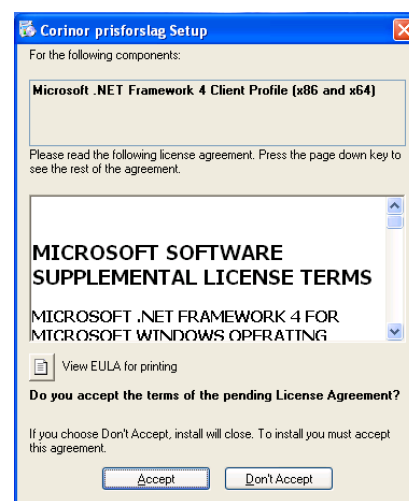 Corinor prisforslag Setup
For the following components:
Microsoft .NET Framework 4 Client Profile (x86 and x64)
Please read the following license agreement. Press the page down key to
see the rest of the agreement.
MICROSOFT SOFTWARE
SUPPLEMENTAL LICENSE TERMS
MICROSOFT .NET FRAMEWORK 4 FOR
MICROSOFT WINDOWS OPERATING
View EULA for printing
Do you accept the terms of the pending License Agreement?
If you choose Don't Accept, install will close. To install you must accept
this agreement.
Accept
Don't Accept